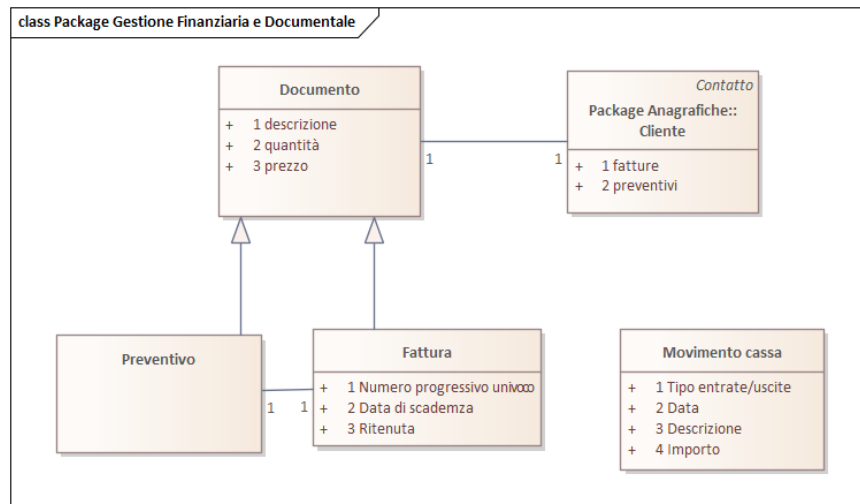 class Package Gestione Finanziaria e Documentale
Documento
+ 1 descrizione
+ 2 quantità
+ 3 prezzo
Contatto
Package Anagrafiche::
Cliente
+ 1 fatture
+ 2 preventivi
1
1
Preventivo
Fattura
+ 1 Numero progressivo univoco
+ 2 Data di scademza
+ 3 Ritenuta
1
1
Movimento cassa
+ 1 Tipo entrate/uscite
+ 2 Data
+ 3 Descrizione
+ 4 Importo